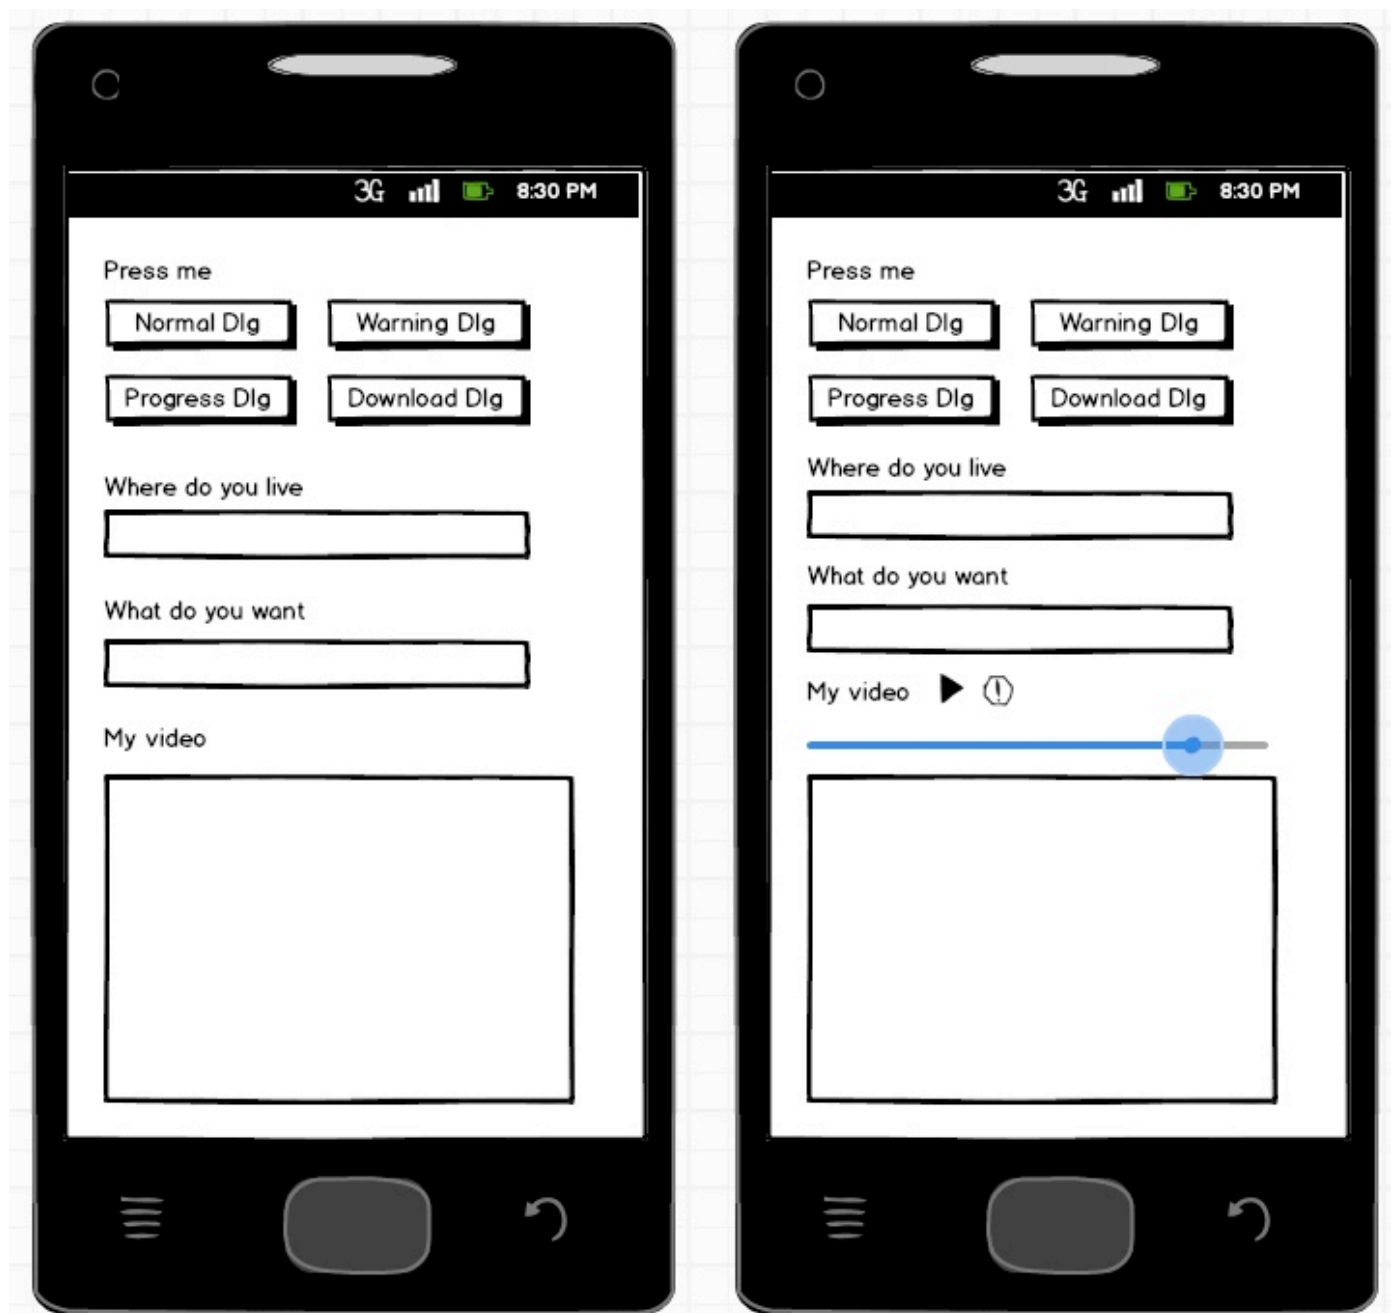 3G 8:30 PM
Press me
Normal Dlg Warning Dlg
Progress Dlg Download Dlg
Where do you live
What do you want
My video
3G 8:30 PM
Press me
Normal Dlg Warning Dlg
Progress Dlg Download Dlg
Where do you live
What do you want
My video